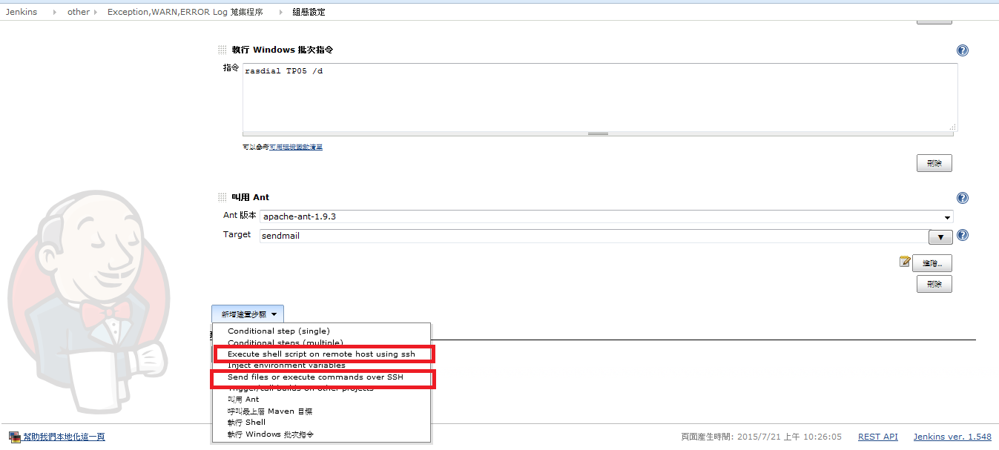 Jenkins other Exception,WARN,ERROR Log 蒐集程序 組態設定
執行 Windows 批次指令
指令
rasdial TP05 /d
可以參考可用環境變數清單
刪除
叫用 Ant
Ant 版本 apache-ant-1.9.3
Target sendmail
進階...
刪除
新增建置步驟
Conditional step (single)
Conditional steps (multiple)
Execute shell script on remote host using ssh
Inject environment variables
Send files or execute commands over SSH
Trigger/call builds on other projects
叫用 Ant
呼叫最上層 Maven 目標
執行 Shell
執行 Windows 批次指令
幫助我們本地化這一頁 頁面產生時間: 2015/7/21 上午 10:26:05 REST API Jenkins ver. 1.548